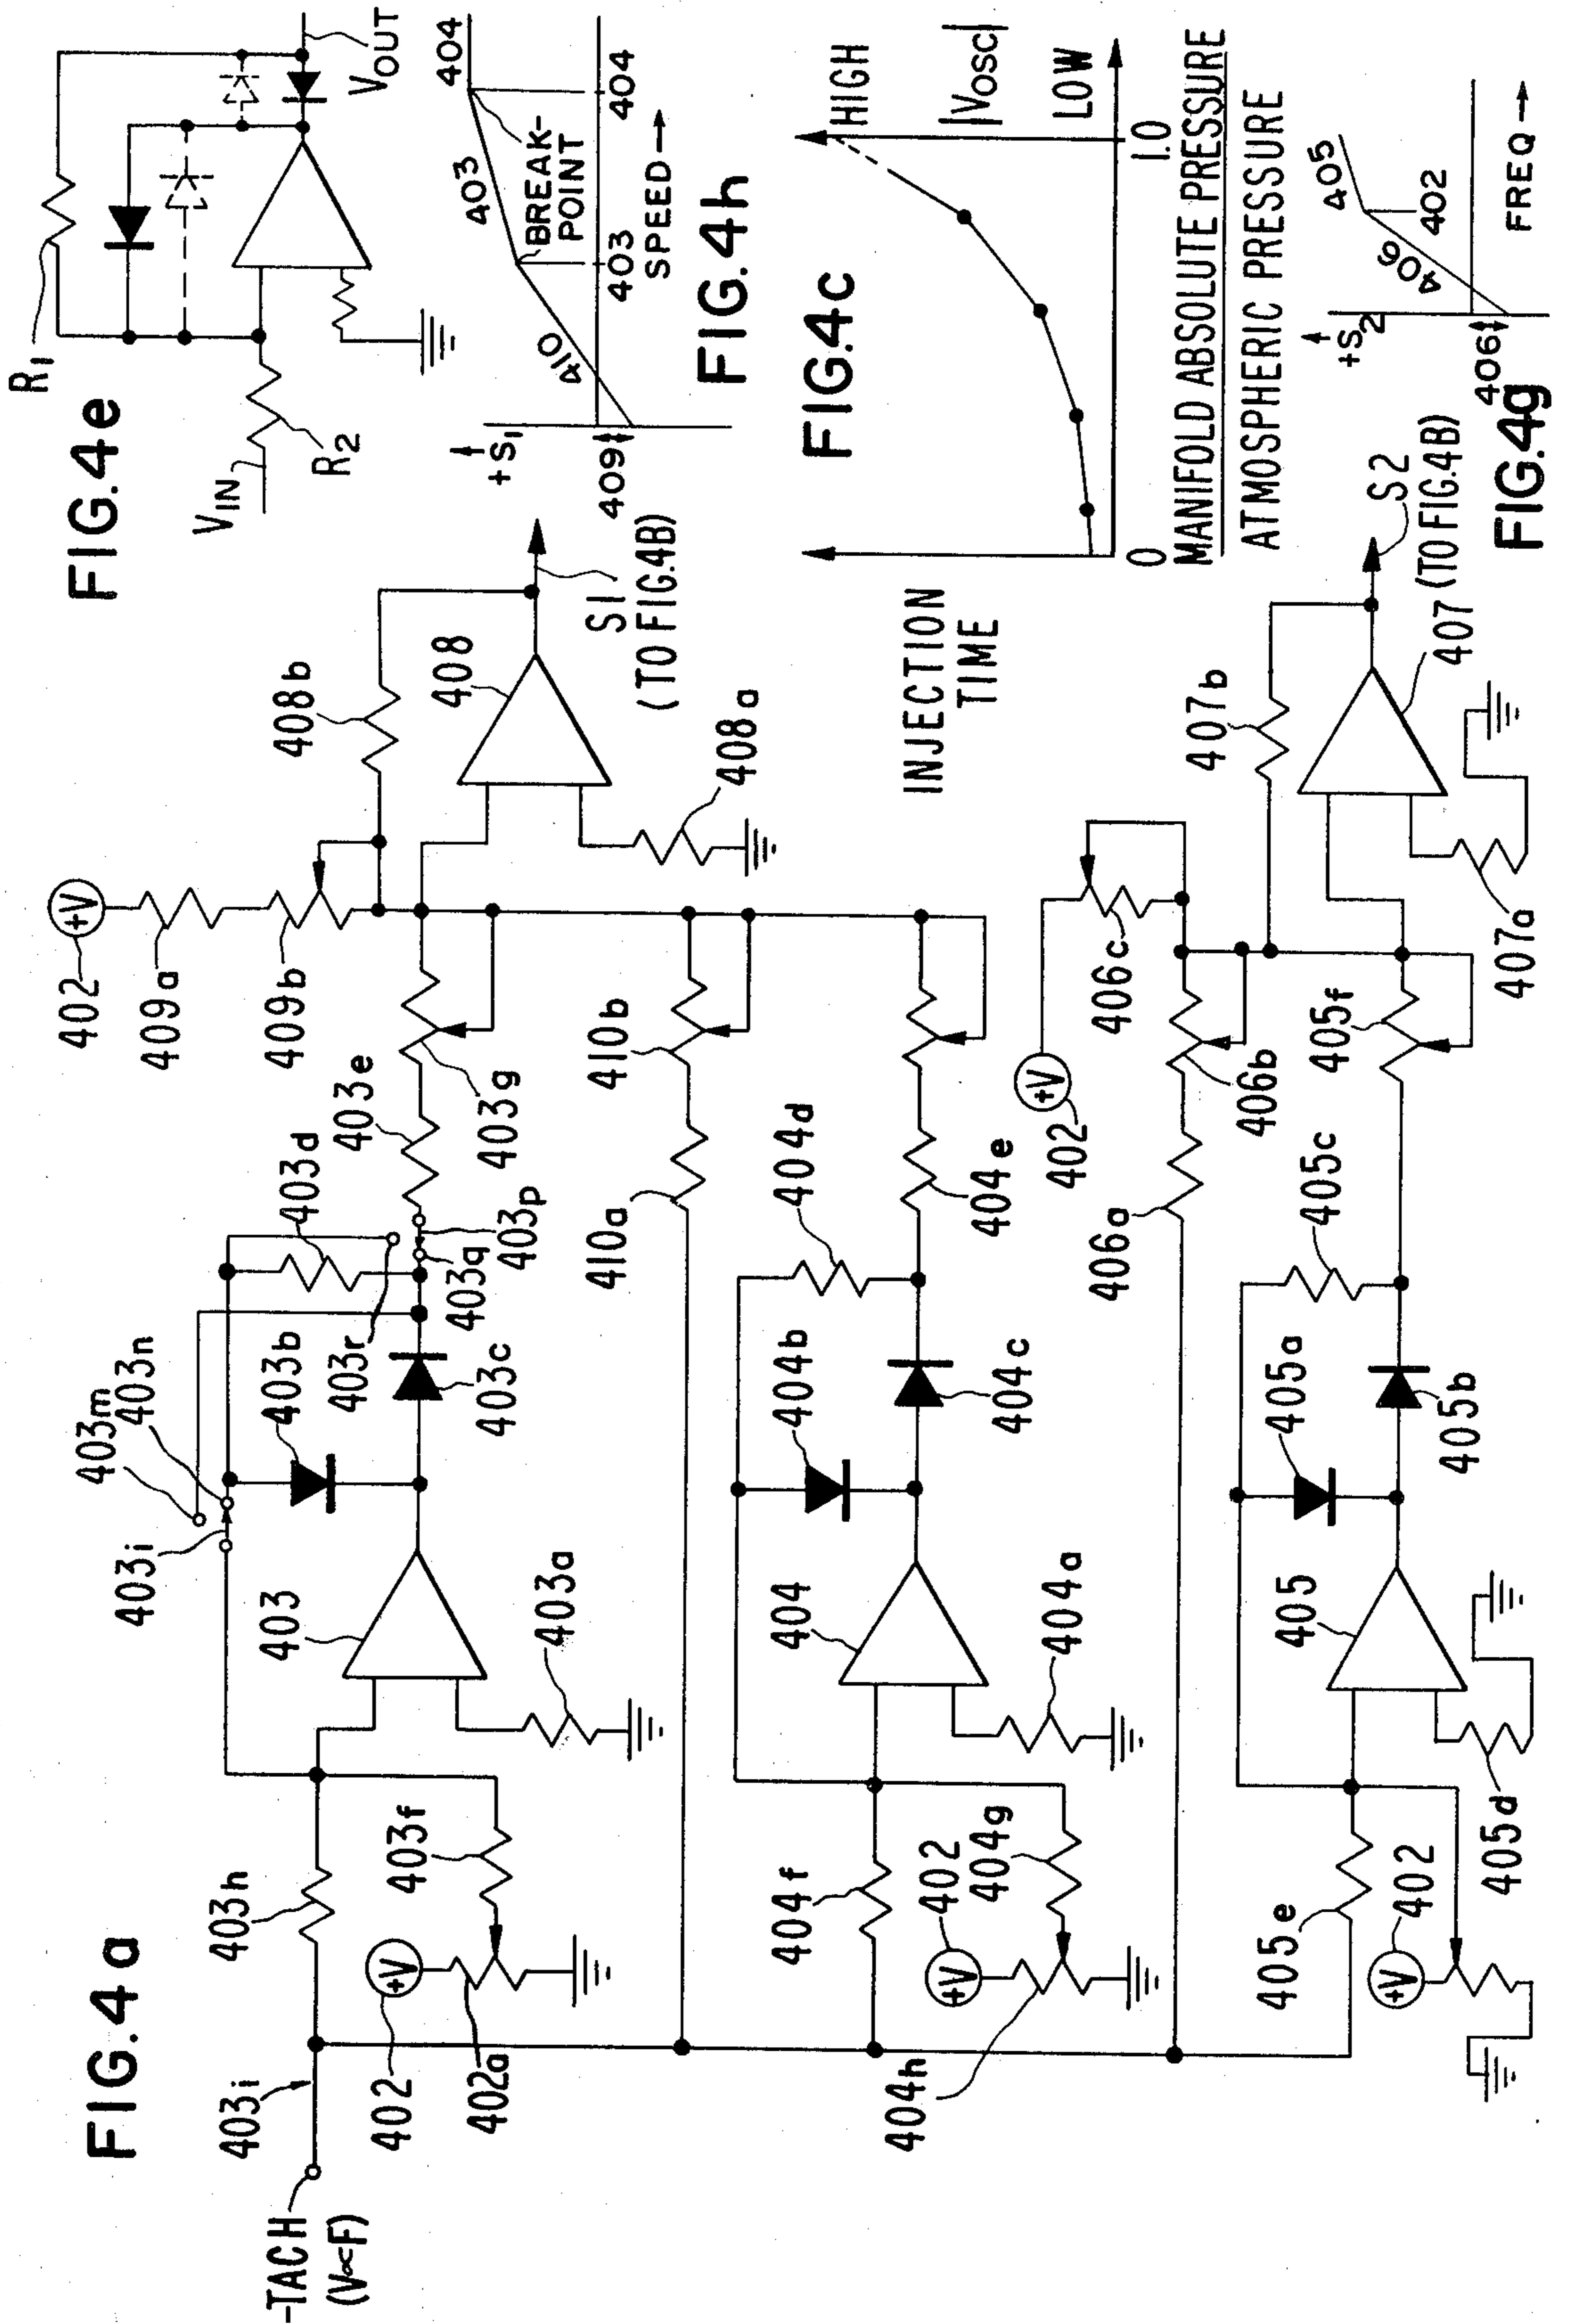 FIG.4a
-TACH
(V∝F)
403i
403h
402
402a
403f
403
403a
403i
403m
403n
403b
403c
403r
403q
403p
403d
403e
403g
402
409a
409b
408b
408
408a
S1
(TO FIG.4B)
410a
410b
404f
402
404g
404h
404
404a
404b
404c
404d
404e
406a
406b
406c
402
405e
402
405d
405
405a
405b
405c
405f
407a
407b
407
S2
(TO FIG.4B)
FIG.4e
VIN
R2
R1
VOUT
+S1
409
410
403
404
BREAK-
POINT
403
404
SPEED→
FIG.4h
FIG.4c
INJECTION
TIME
HIGH
|VOSC|
LOW
0
1.0
MANIFOLD ABSOLUTE PRESSURE
ATMOSPHERIC PRESSURE
+S2
406
406
405
402
FREQ→
FIG.4g